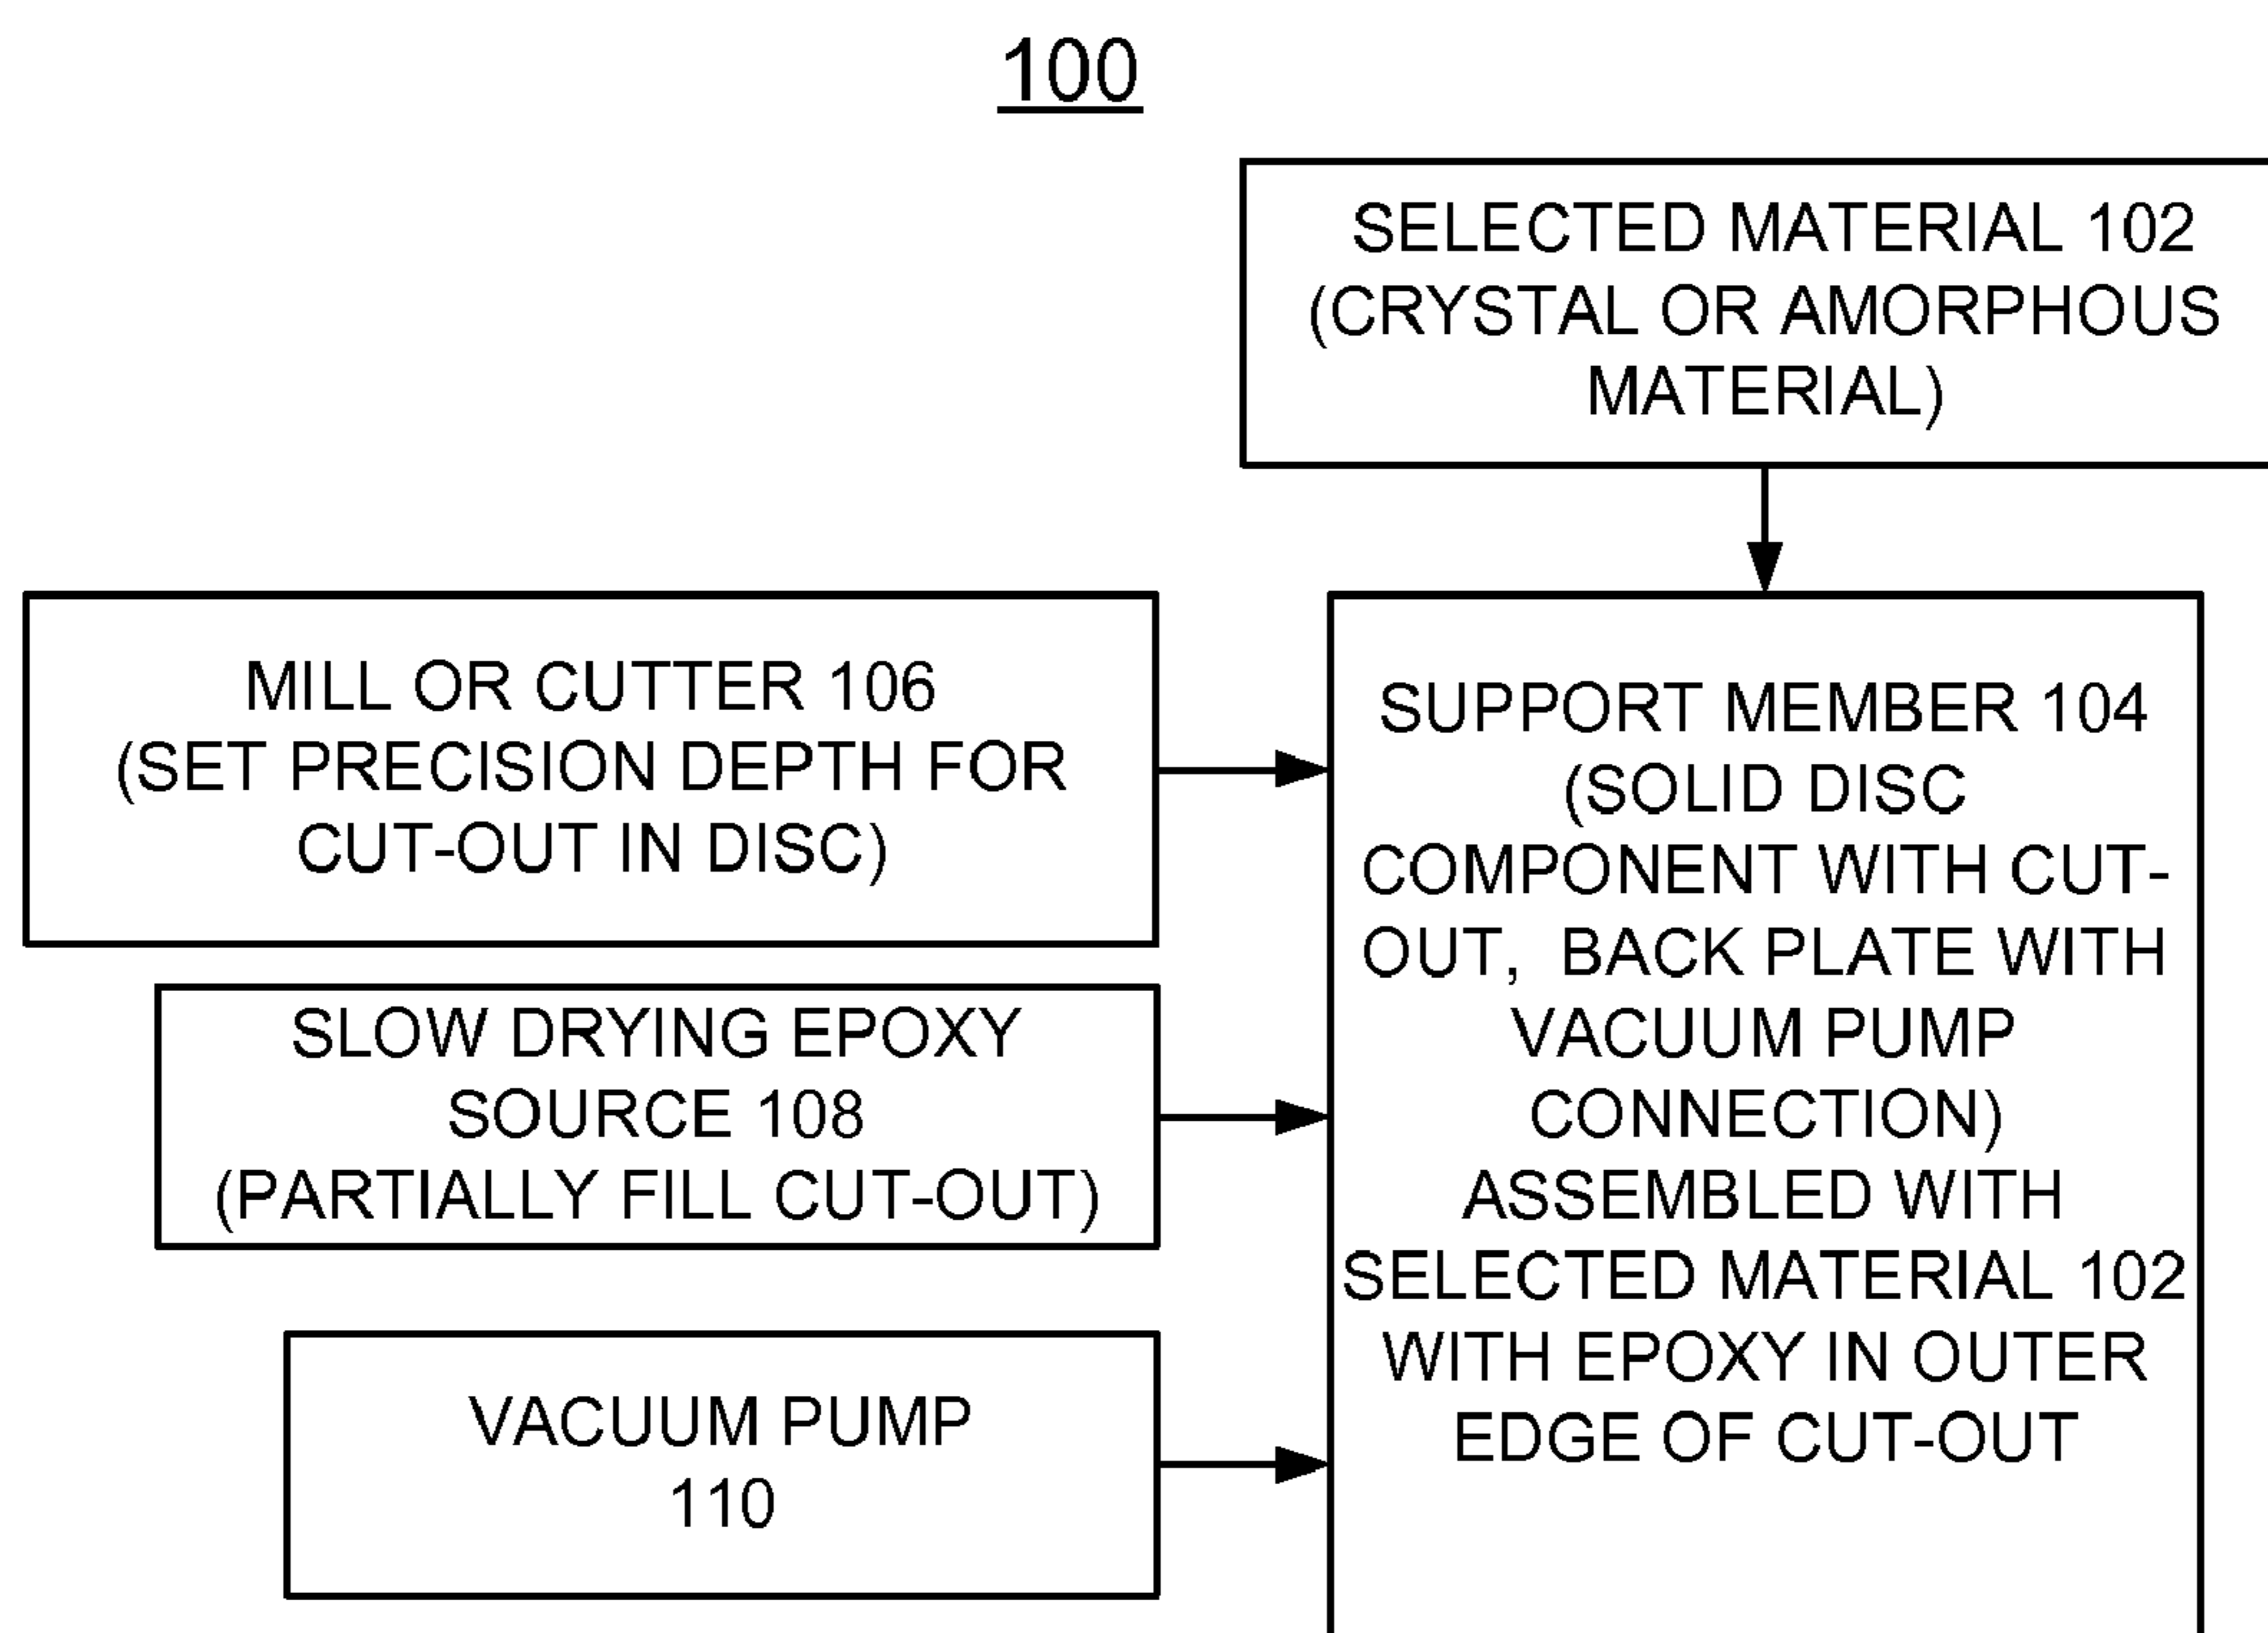 100
SELECTED MATERIAL 102
(CRYSTAL OR AMORPHOUS
MATERIAL)
MILL OR CUTTER 106
(SET PRECISION DEPTH FOR
CUT-OUT IN DISC)
SLOW DRYING EPOXY
SOURCE 108
(PARTIALLY FILL CUT-OUT)
VACUUM PUMP
110
SUPPORT MEMBER 104
(SOLID DISC
COMPONENT WITH CUT-
OUT, BACK PLATE WITH
VACUUM PUMP
CONNECTION)
ASSEMBLED WITH
SELECTED MATERIAL 102
WITH EPOXY IN OUTER
EDGE OF CUT-OUT